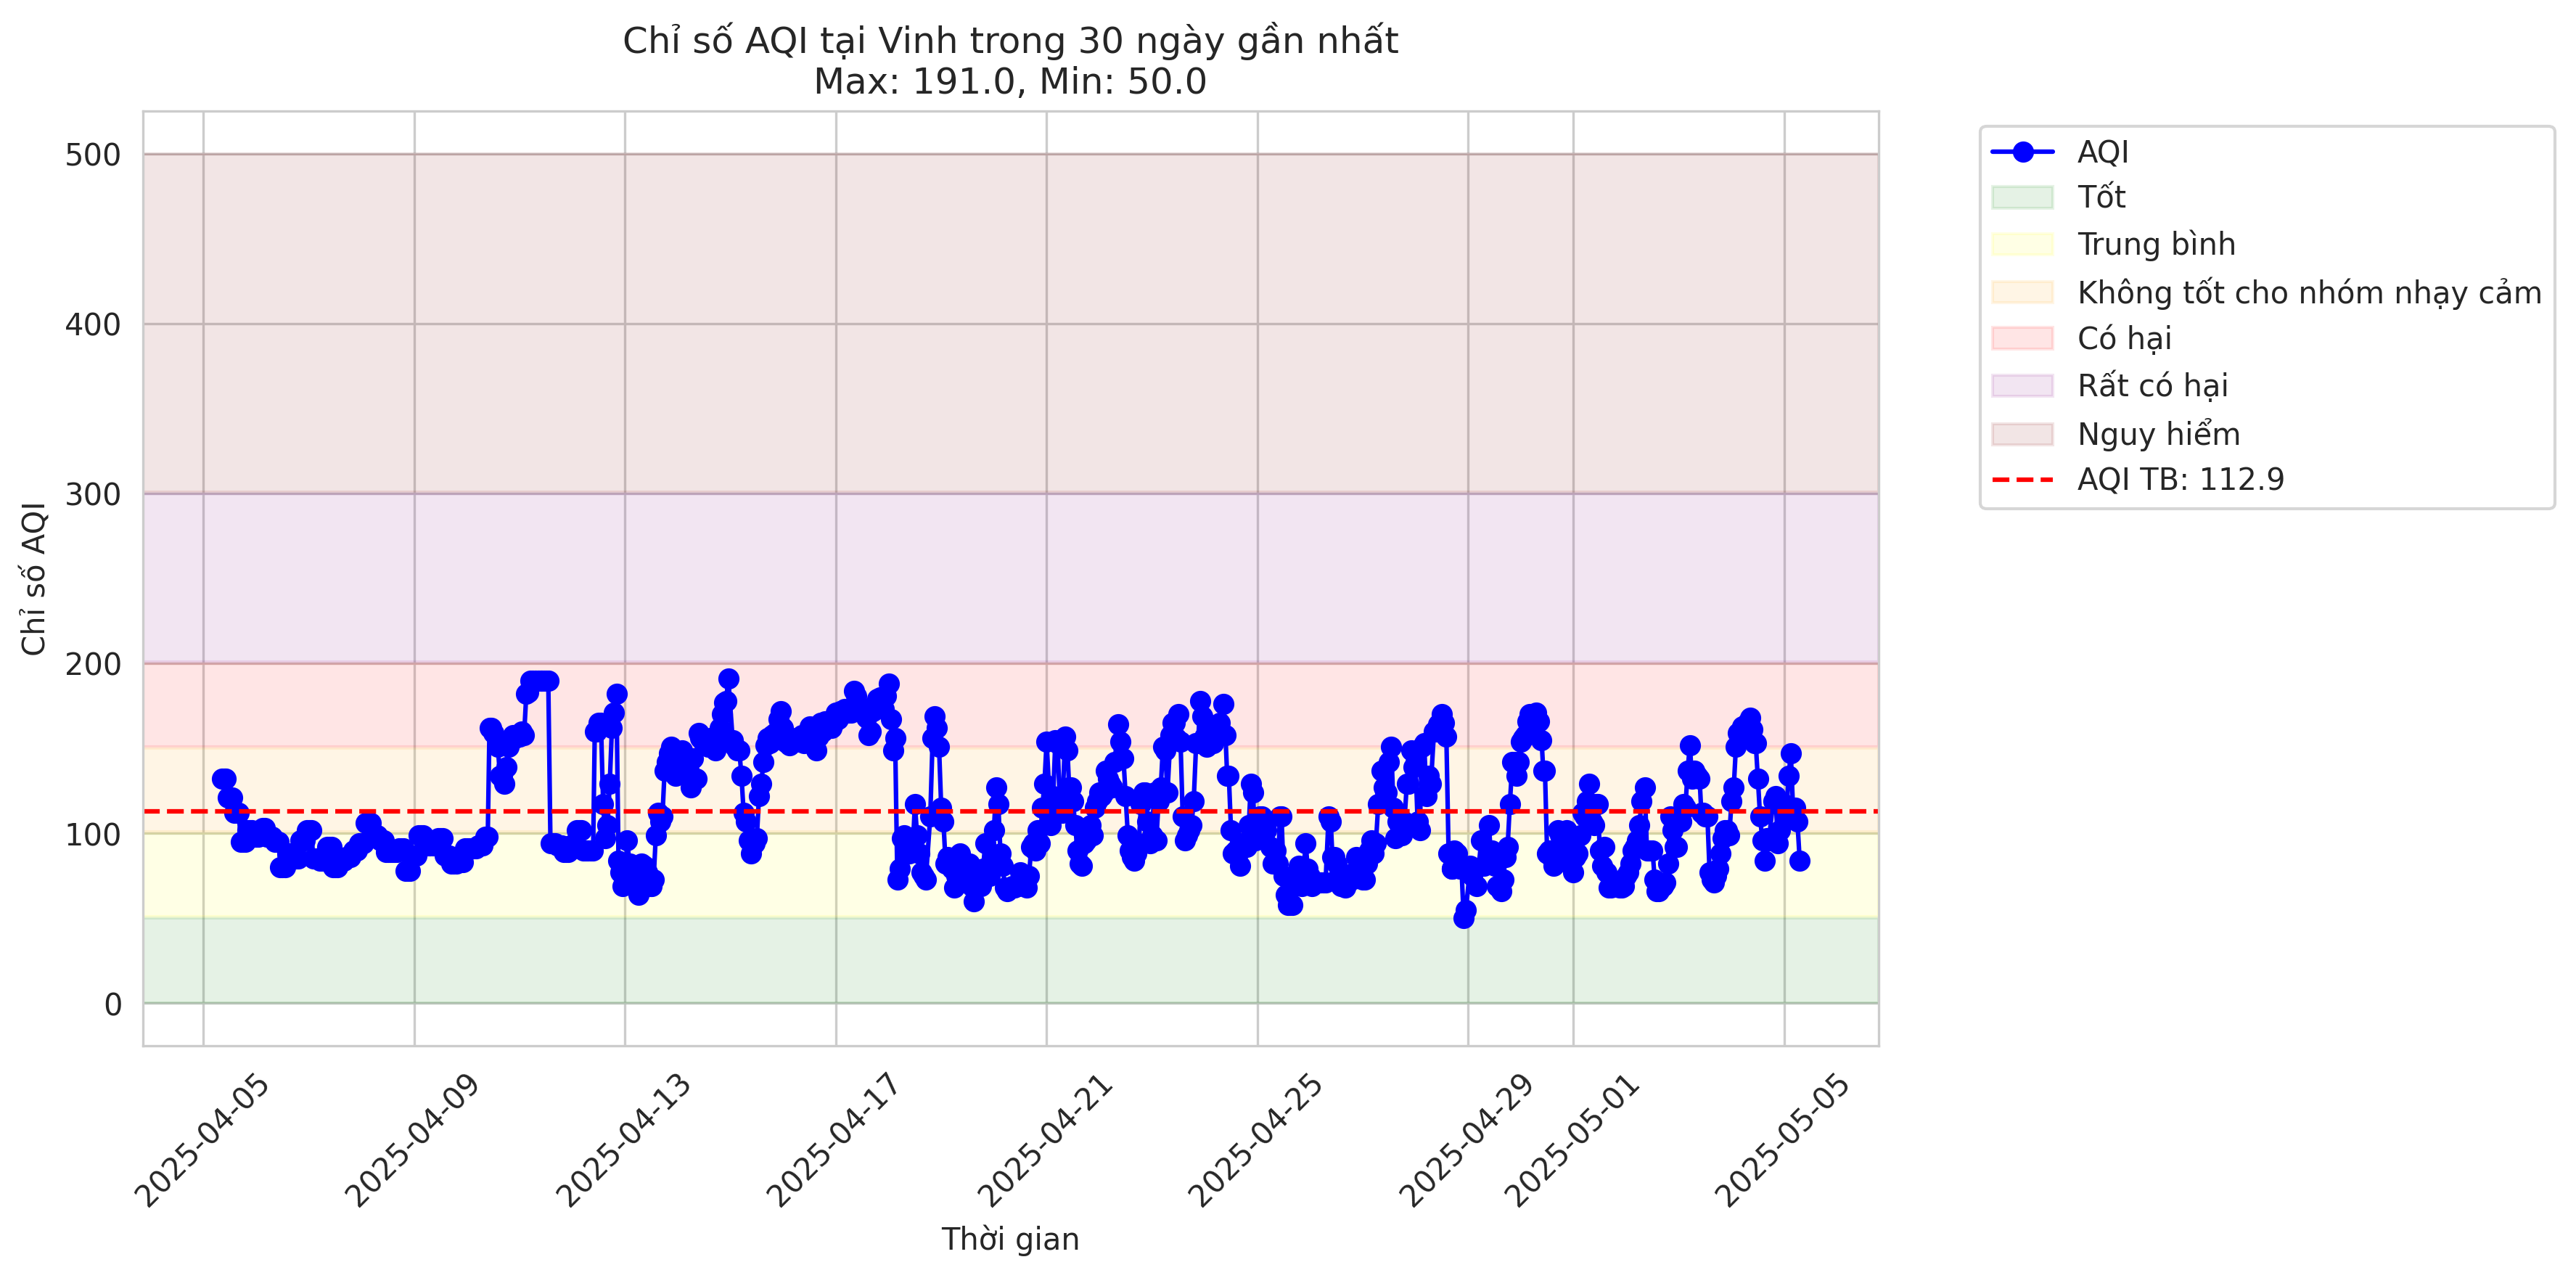 Chỉ số AQI tại Vinh trong 30 ngày gần nhất
Max: 191.0, Min: 50.0
Chỉ số AQI
500
400
300
200
100
0
2025-04-05
2025-04-09
2025-04-13
2025-04-17
2025-04-21
2025-04-25
2025-04-29
2025-05-01
2025-05-05
Thời gian
AQI
Tốt
Trung bình
Không tốt cho nhóm nhạy cảm
Có hại
Rất có hại
Nguy hiểm
AQI TB: 112.9